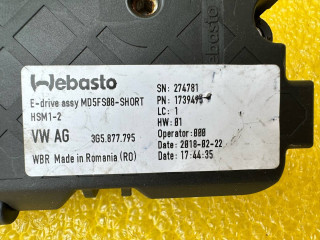 Webasto
E-drive assy MD5FS08-SHORT
HSM1-2
VW AG 3G5.877.795
WBR Made in Romania (RO)
SN: 274781
PN:
LC: 1
HW: 01
Operator:000
Date: 2018-02-22
Date: 17:44:35